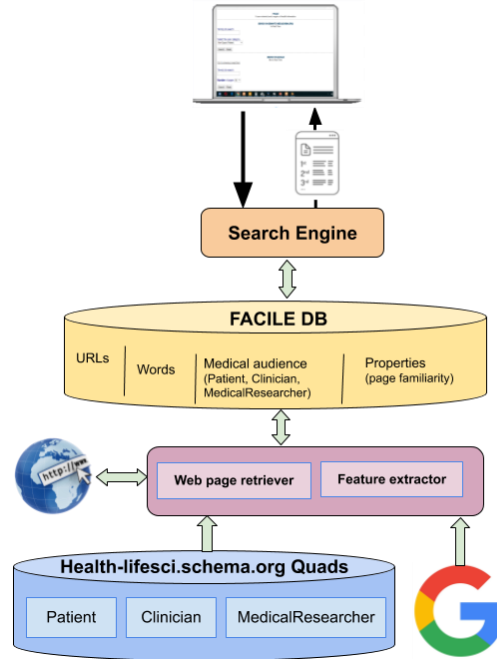 Search Engine
FACILE DB
URLs
Words
Medical audience
(Patient, Clinician,
MedicalResearcher)
Properties
(page familiarity)
http://www
Web page retriever
Feature extractor
Health-lifesci.schema.org Quads
Patient
Clinician
MedicalResearcher
G